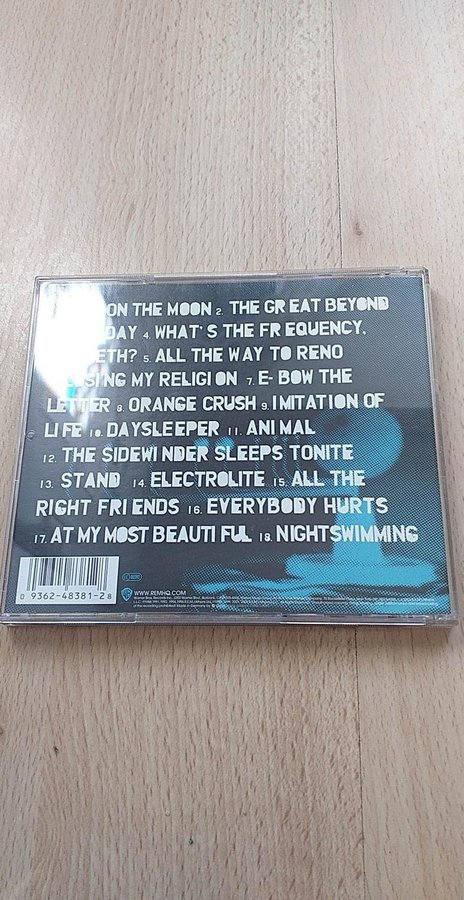 ON THE MOON 2. THE GREAT BEYOND
DAY 4. WHAT'S THE FREQUENCY,
ETH? 5. ALL THE WAY TO RENO
SING MY RELIGION 7. E-BOW THE
LETTER 8. ORANGE CRUSH 9. IMITATION OF
LIFE 10. DAYSLEEPER 11. ANIMAL
12. THE SIDEWINDER SLEEPS TONITE
13. STAND 14. ELECTROLITE 15. ALL THE
RIGHT FRIENDS 16. EVERYBODY HURTS
17. AT MY MOST BEAUTIFUL 18. NIGHTSWIMMING
0 9362-48381-2 8
WWW.REMHQ.COM